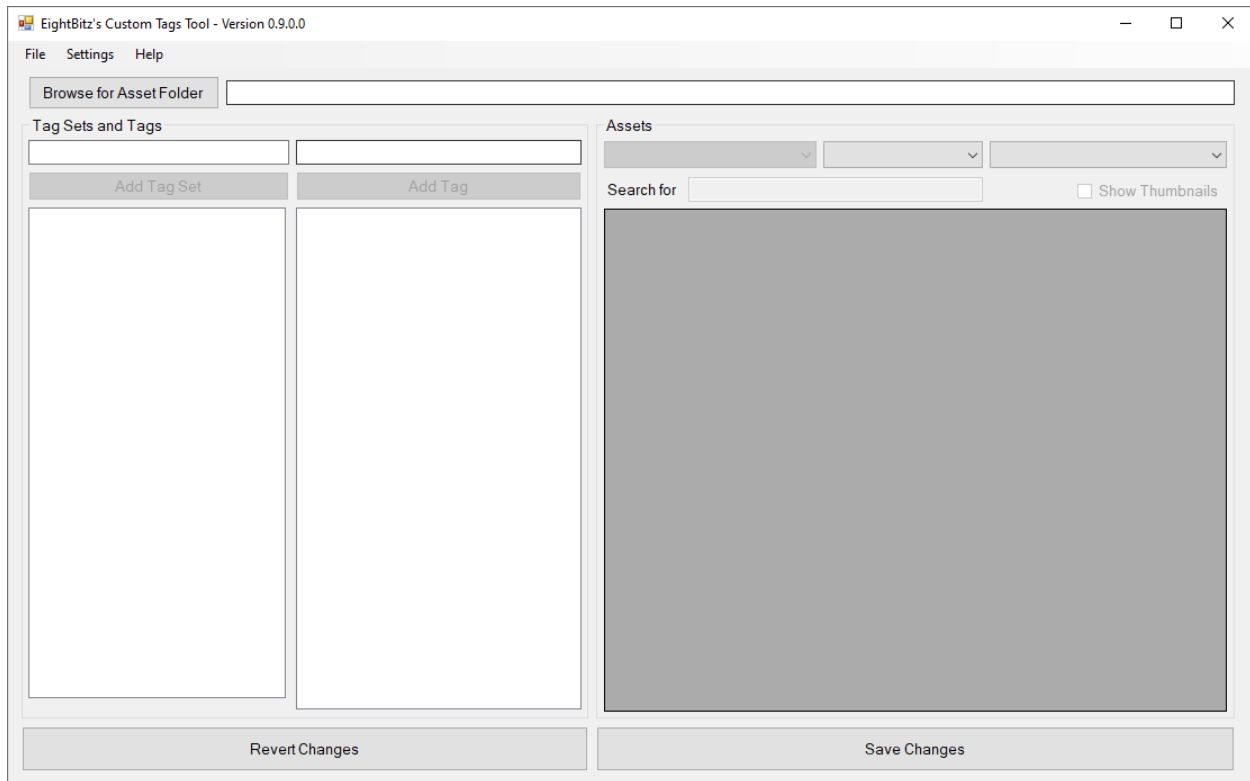 EightBitz's Custom Tags Tool - Version 0.9.0.0
File Settings Help
Browse for Asset Folder
Tag Sets and Tags
Add Tag Set
Add Tag
Assets
Search for
Show Thumbnails
Revert Changes
Save Changes